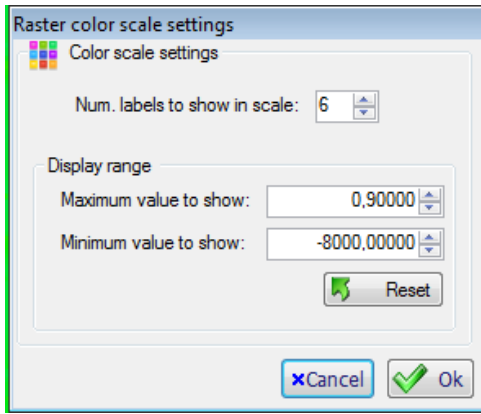 Raster color scale settings
Color scale settings
Num. labels to show in scale: 6
Display range
Maximum value to show: 0,90000
Minimum value to show: -8000,00000
Reset
Cancel Ok